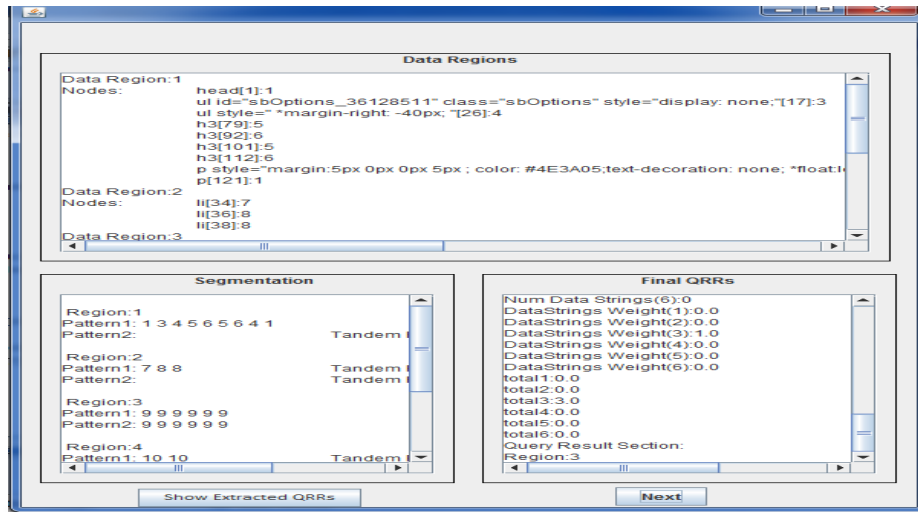 Data Regions
Data Region:1
Nodes: head[1]:1
ul id="sbOptions_36128511" class="sbOptions" style="display: none;"[17]:3
ul style=" *margin-right: -40px; "[26]:4
h3[79]:5
h3[92]:6
h3[101]:5
h3[112]:6
p style="margin:5px 0px 0px 5px ; color: #4E3A05;text-decoration: none; *float:l
p[121]:1
Data Region:2
Nodes: li[34]:7
li[36]:8
li[38]:8
Data Region:3
Segmentation
Region:1
Pattern1: 1 3 4 5 6 5 6 4 1
Pattern2: Tandem
Region:2
Pattern1: 7 8 8 Tandem
Pattern2: Tandem
Region:3
Pattern1: 9 9 9 9 9 9
Pattern2: 9 9 9 9 9 9
Region:4
Pattern1: 10 10 Tandem
Final QRRs
Num Data Strings(6):0
DataStrings Weight(1):0.0
DataStrings Weight(2):0.0
DataStrings Weight(3):1.0
DataStrings Weight(4):0.0
DataStrings Weight(5):0.0
DataStrings Weight(6):0.0
total1:0.0
total2:0.0
total3:3.0
total4:0.0
total5:0.0
total6:0.0
Query Result Section:
Region:3
Show Extracted QRRs
Next